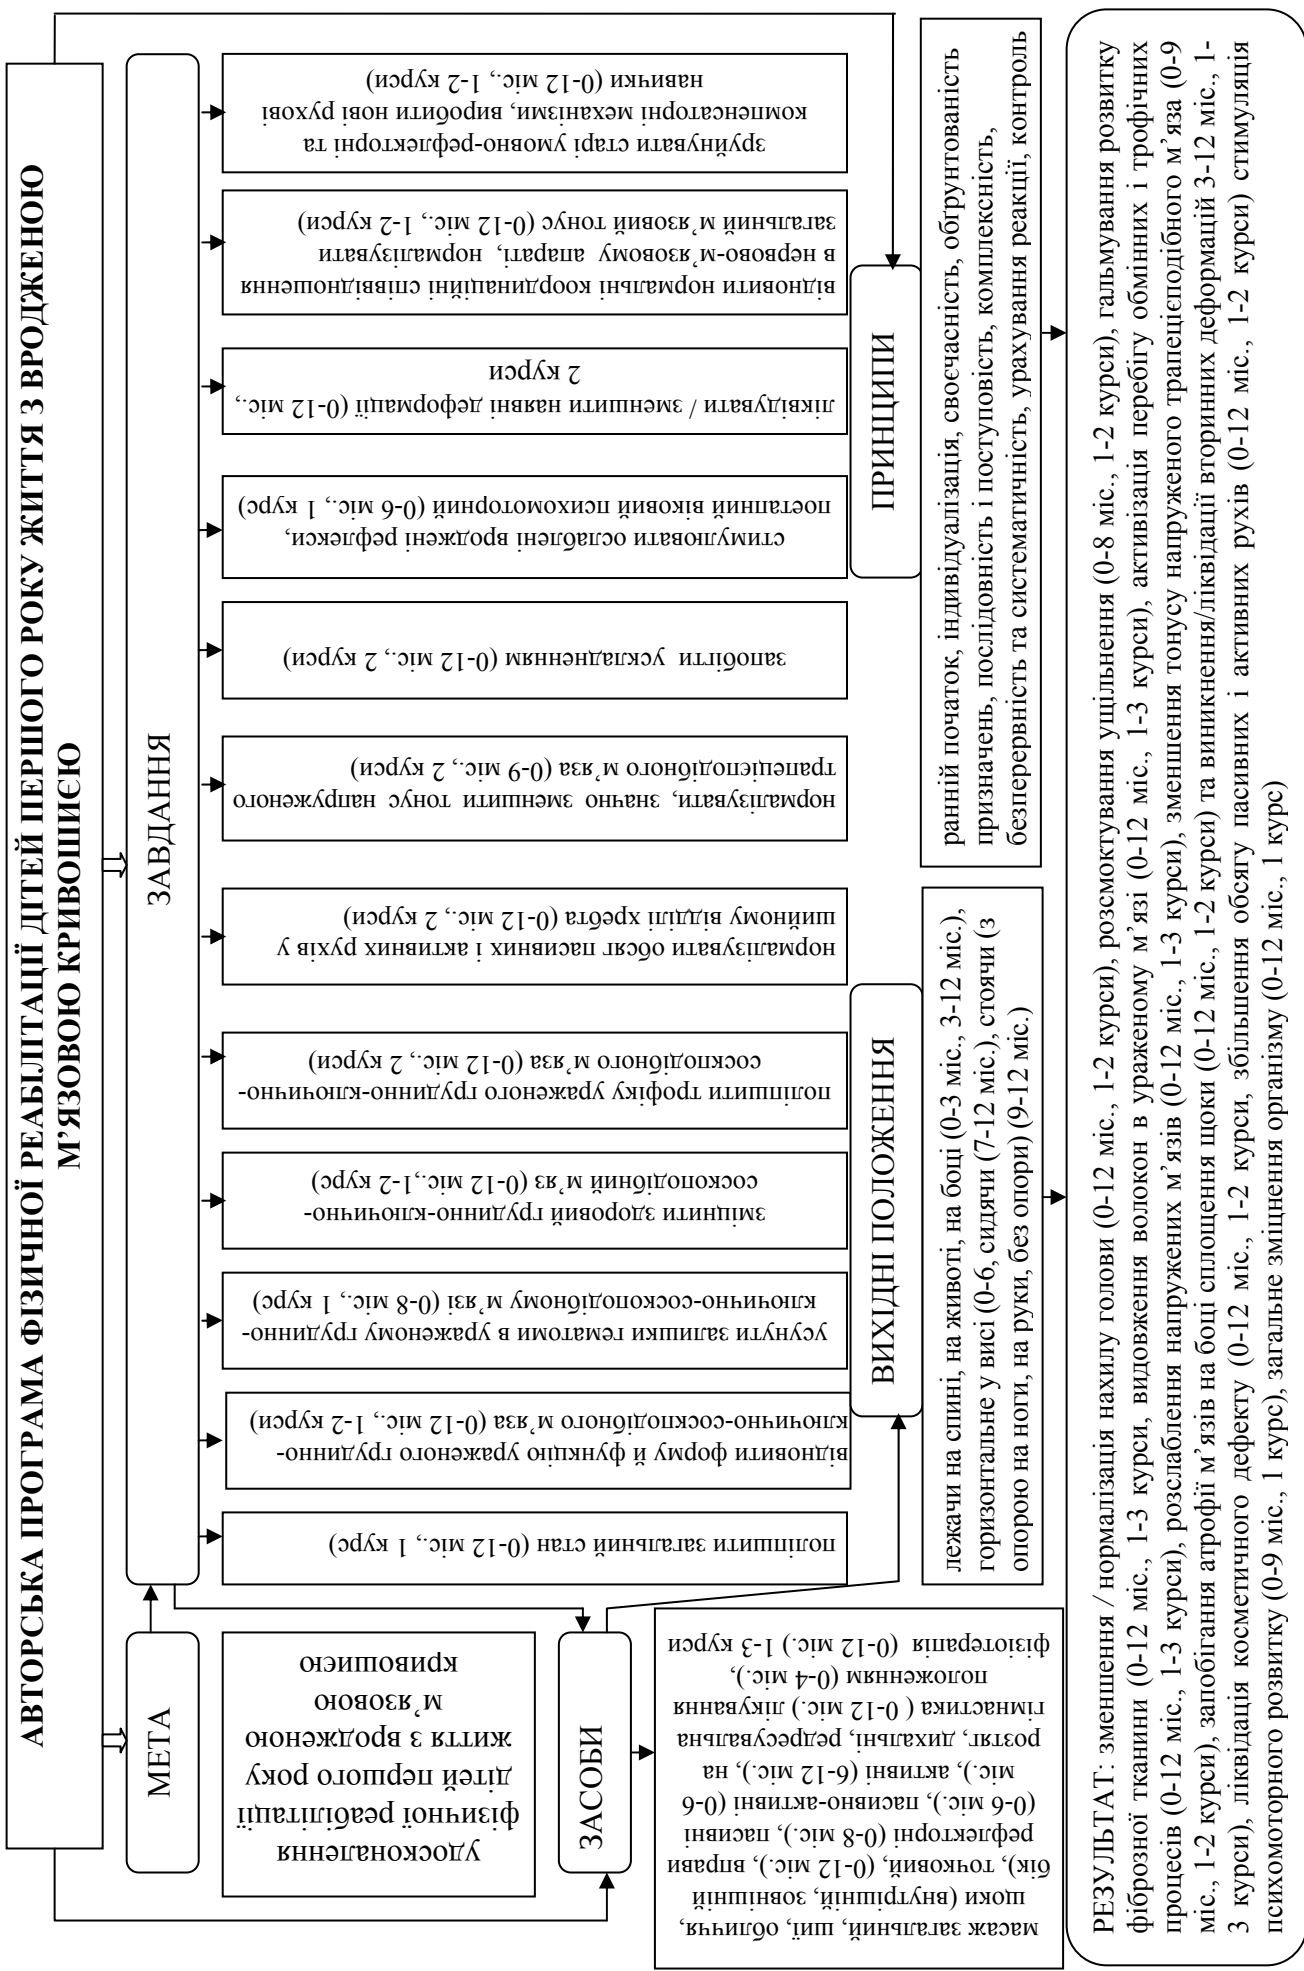 АВТОРСЬКА ПРОГРАМА ФІЗИЧНОЇ РЕАБІЛІТАЦІЇ ДІТЕЙ ПЕРШОГО РОКУ ЖИТТЯ З ВРОДЖЕНОЮ
М’ЯЗОВОЮ КРИВОШИЄЮ
МЕТА
удосконалення
фізичної реабілітації
дітей першого року
життя з вродженою
м’язовою
кривошиєю
ЗАВДАННЯ
поліпшити загальний стан (0-12 міс., 1 курс)
відновити форму й функцію ураженого грудинно-
ключично-соскоподібного м’яза (0-12 міс., 1-2 курси)
усунути залишки гематоми в ураженому грудинно-
ключично-соскоподібному м’язі (0-8 міс., 1 курс)
зміцнити здоровий грудинно-ключично-
соскоподібний м’яз (0-12 міс.,1-2 курс)
поліпшити трофіку ураженого грудинно-ключично-
соскоподібного м’яза (0-12 міс., 2 курси)
нормалізувати обсяг пасивних і активних рухів у
шийному відділі хребта (0-12 міс., 2 курси)
нормалізувати, значно зменшити тонус напруженого
трапецієподібного м’яза (0-9 міс., 2 курси)
запобігти ускладненням (0-12 міс., 2 курси)
стимулювати ослаблені вроджені рефлекси,
поетапний віковий психомоторний (0-6 міс., 1 курс)
ліквідувати / зменшити наявні деформації (0-12 міс.,
2 курси
відновити нормальні координаційні співвідношення
в нервово-м’язовому апараті, нормалізувати
загальний м’язовий тонус (0-12 міс., 1-2 курси)
зруйнувати старі умовно-рефлекторні та
компенсаторні механізми, виробити нові рухові
навички (0-12 міс., 1-2 курси)
ЗАСОБИ
масаж загальний, шиї, обличчя,
щоки (внутрішній, зовнішній
бік), точковий, (0-12 міс.), вправи
рефлекторні (0-8 міс.), пасивні
(0-6 міс.), пасивно-активні (0-6
міс.), активні (6-12 міс.), на
розтяг, дихальні, редресувальна
гімнастика ( 0-12 міс.) лікування
положенням (0-4 міс.),
фізіотерапія (0-12 міс.) 1-3 курси
ВИХІДНІ ПОЛОЖЕННЯ
лежачи на спині, на животі, на боці (0-3 міс., 3-12 міс.),
горизонтальне у висі (0-6, сидячи (7-12 міс.), стоячи (з
опорою на ноги, на руки, без опори) (9-12 міс.)
ПРИНЦИПИ
ранній початок, індивідуалізація, своєчасність, обґрунтованість
призначень, послідовність і поступовість, комплексність,
безперервність та систематичність, урахування реакції, контроль
РЕЗУЛЬТАТ: зменшення / нормалізація нахилу голови (0-12 міс., 1-2 курси), розсмоктування ущільнення (0-8 міс., 1-2 курси), гальмування розвитку
фіброзної тканини (0-12 міс., 1-3 курси, видовження волокон в ураженому м’язі (0-12 міс., 1-3 курси), активізація перебігу обмінних і трофічних
процесів (0-12 міс., 1-3 курси), розслаблення напружених м’язів (0-12 міс., 1-3 курси), зменшення тонусу напруженого трапецієподібного м’яза (0-9
міс., 1-2 курси), запобігання атрофії м’язів на боці сплощення щоки (0-12 міс., 1-2 курси) та виникнення/ліквідації вторинних деформацій 3-12 міс., 1-
3 курси), ліквідація косметичного дефекту (0-12 міс., 1-2 курси, збільшення обсягу пасивних і активних рухів (0-12 міс., 1-2 курси) стимуляція
психомоторного розвитку (0-9 міс., 1 курс), загальне зміцнення організму (0-12 міс., 1 курс)